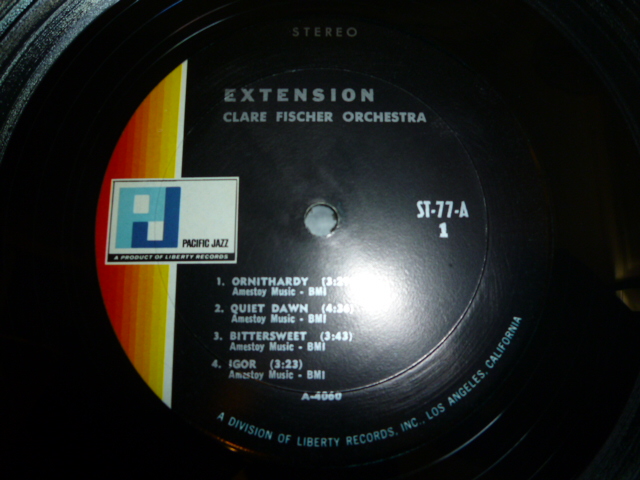 STEREO
EXTENSION
CLARE FISCHER ORCHESTRA
ST-77-A
1
PJ
PACIFIC JAZZ
A PRODUCT OF LIBERTY RECORDS
1. ORNITHARDY
Amestoy Music - BMI
2. QUIET DAWN
Amestoy Music - BMI
3. BITTERSWEET (3:43)
Amestoy Music - BMI
4. IGOR (3:23)
Amestoy Music - BMI
A-4060
A DIVISION OF LIBERTY RECORDS, INC., LOS ANGELES, CALIFORNIA